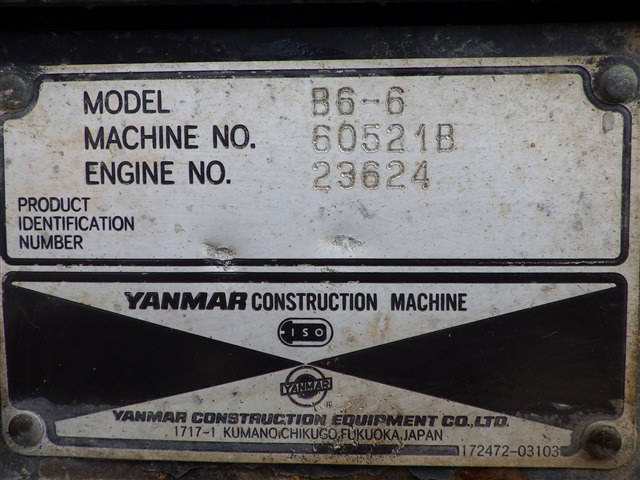 MODEL B6-6
MACHINE NO. 60521B
ENGINE NO. 23624
PRODUCT
IDENTIFICATION
NUMBER
YANMAR CONSTRUCTION MACHINE
ISO
YANMAR
®
YANMAR CONSTRUCTION EQUIPMENT CO., LTD.
1717-1 KUMANO,CHIKUGO,FUKUOKA,JAPAN
172472-03103